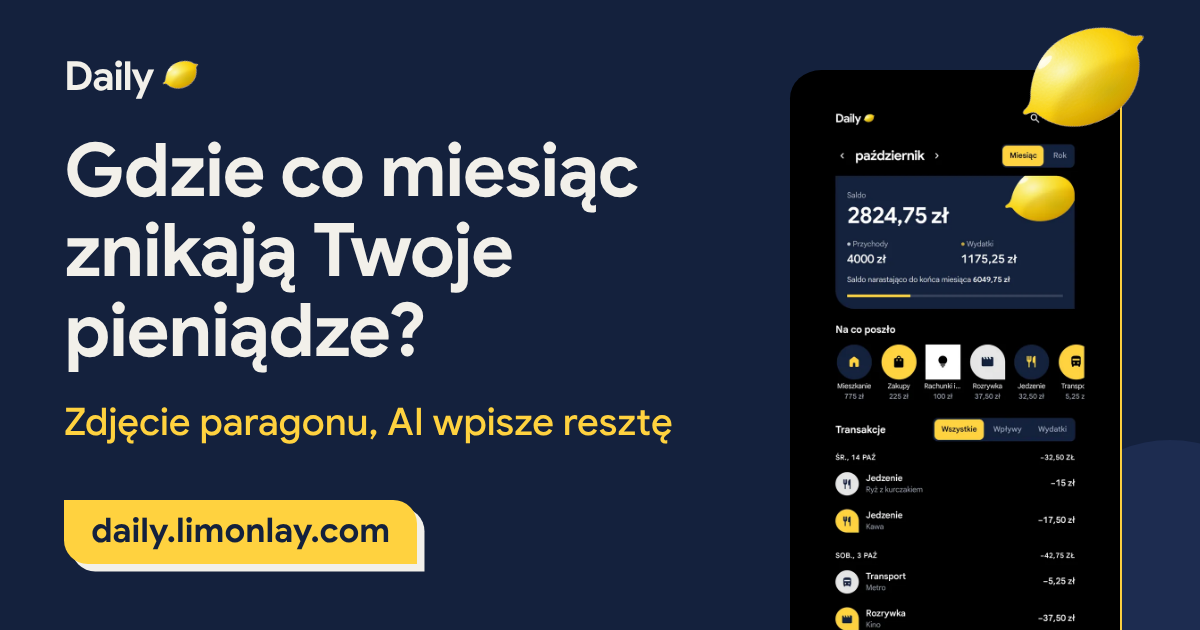 Daily
Gdzie co miesiąc
znikają Twoje
pieniądze?
Zdjęcie paragonu, AI wpisze resztę
daily.limonlay.com
Daily
‹ październik ›
Miesiąc Rok
Saldo
2824,75 zł
Przychody Wydatki
4000 zł 1175,25 zł
Saldo narastająco do końca miesiąca 6049,75 zł
Na co poszło
Mieszkanie Zakupy Rachunki i... Rozrywka Jedzenie Transpc
775 zł 225 zł 100 zł 37,50 zł 32,50 zł 5,25 z
Transakcje Wszystkie Wpływy Wydatki
ŚR., 14 PAŹ −32,50 ZŁ
Jedzenie
Ryż z kurczakiem
−15 zł
Jedzenie
Kawa
−17,50 zł
SOB., 3 PAŹ −42,75 ZŁ
Transport
Metro
−5,25 zł
Rozrywka
Kino
−37,50 zł